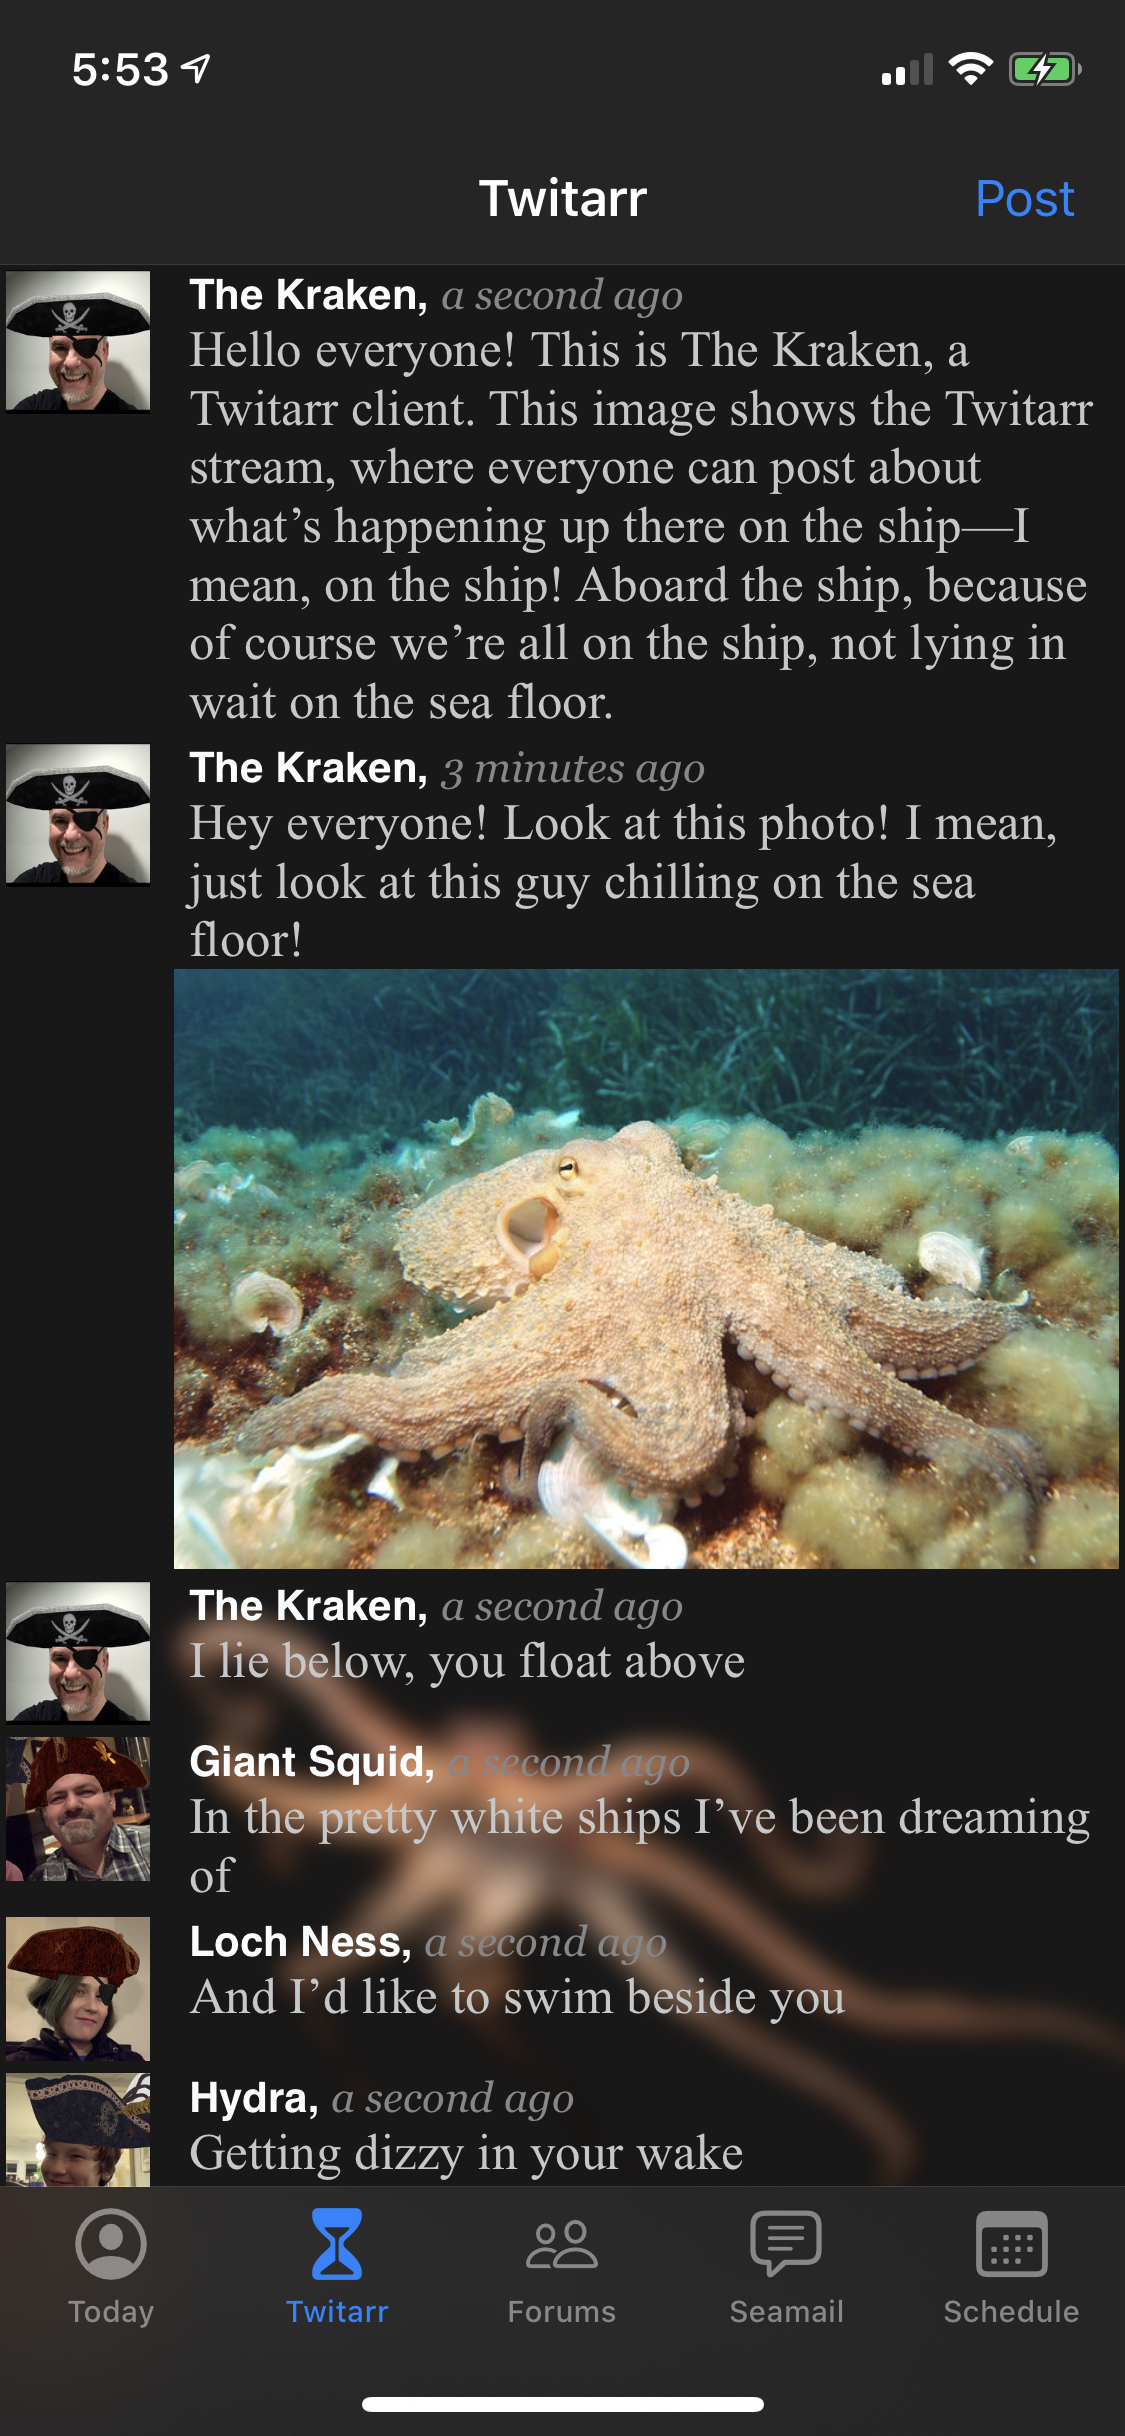 5:53
Twitarr
Post
The Kraken, a second ago
Hello everyone! This is The Kraken, a
Twitarr client. This image shows the Twitarr
stream, where everyone can post about
what’s happening up there on the ship—I
mean, on the ship! Aboard the ship, because
of course we’re all on the ship, not lying in
wait on the sea floor.
The Kraken, 3 minutes ago
Hey everyone! Look at this photo! I mean,
just look at this guy chilling on the sea
floor!
The Kraken, a second ago
I lie below, you float above
Giant Squid, a second ago
In the pretty white ships I’ve been dreaming
of
Loch Ness, a second ago
And I’d like to swim beside you
Hydra, a second ago
Getting dizzy in your wake
Today
Twitarr
Forums
Seamail
Schedule